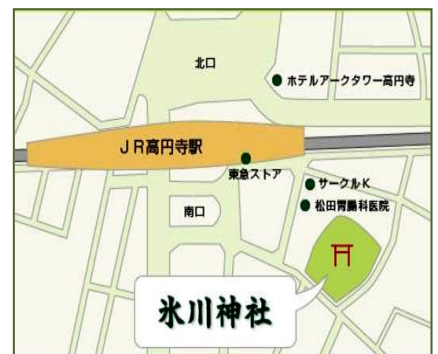 北口
ホテルアークタワー高円寺
JR高円寺駅
東急ストア
サークルK
南口
松田胃腸科医院
氷川神社